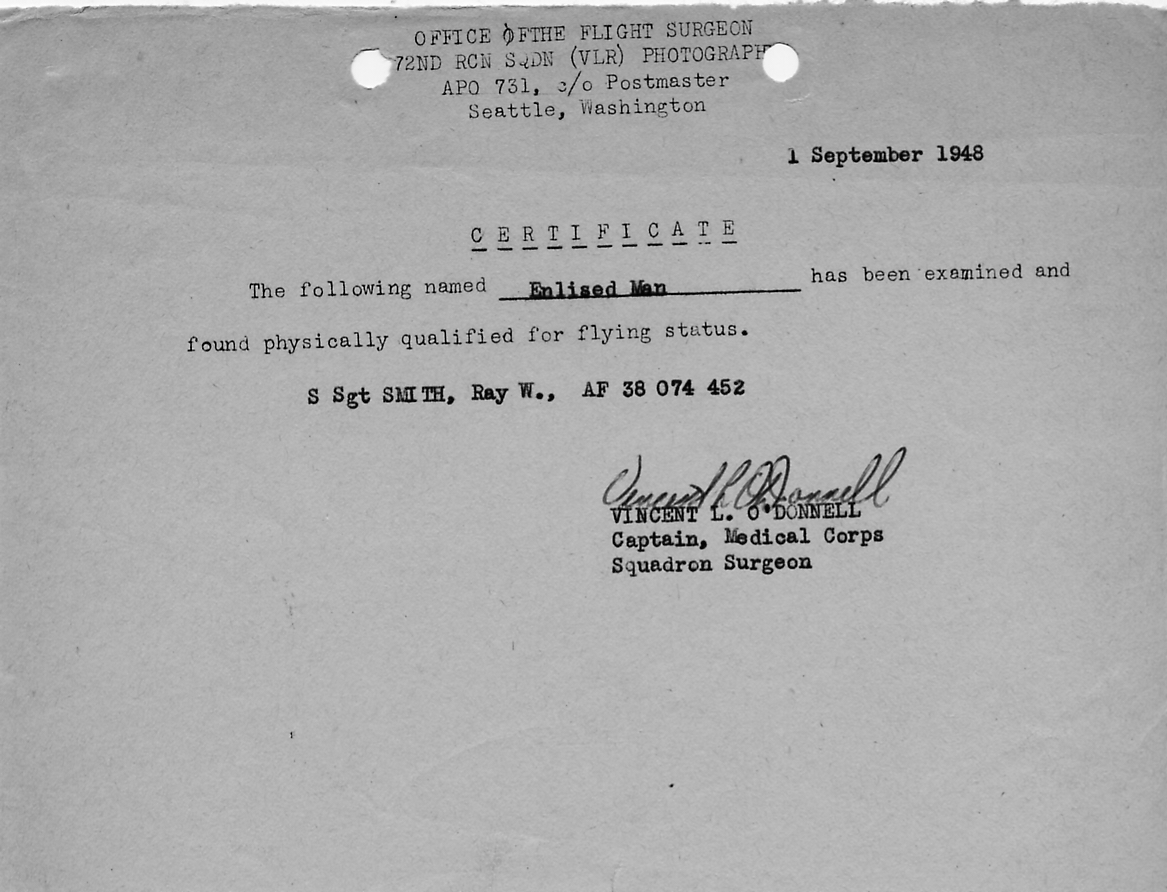 OFFICE OFTHE FLIGHT SURGEON
72ND RCN SQDN (VLR) PHOTOGRAPH
APO 731, c/o Postmaster
Seattle, Washington
1 September 1948
C E R T I F I C A T E
The following named Enlised Man has been examined and
found physically qualified for flying status.
S Sgt SMITH, Ray W., AF 38 074 452
Vincent L O'Donnell
VINCENT L. O'DONNELL
Captain, Medical Corps
Squadron Surgeon